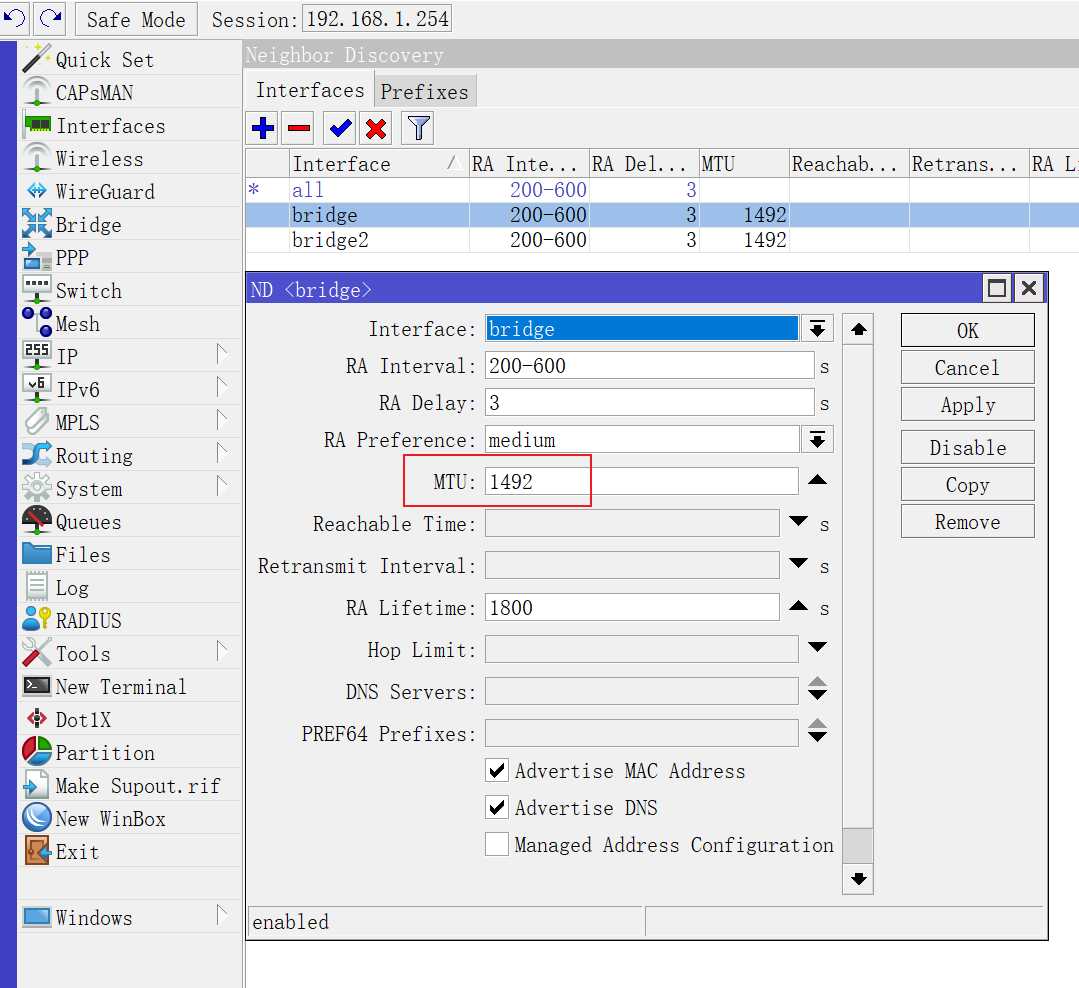 Safe Mode Session: 192.168.1.254
Quick Set
CAPsMAN
Interfaces
Wireless
WireGuard
Bridge
PPP
Switch
Mesh
255 IP
v6 IPv6
MPLS
Routing
System
Queues
Files
Log
RADIUS
Tools
New Terminal
Dot1X
Partition
Make Supout.rif
New WinBox
Exit
Windows
Neighbor Discovery
Interfaces Prefixes
Interface RA Inte... RA Del... MTU Reachab... Retrans... RA Li
* all 200-600 3
bridge 200-600 3 1492
bridge2 200-600 3 1492
ND <bridge>
Interface: bridge
RA Interval: 200-600 s
RA Delay: 3 s
RA Preference: medium
MTU: 1492
Reachable Time: s
Retransmit Interval: s
RA Lifetime: 1800 s
Hop Limit:
DNS Servers:
PREF64 Prefixes:
Advertise MAC Address
Advertise DNS
Managed Address Configuration
OK
Cancel
Apply
Disable
Copy
Remove
enabled